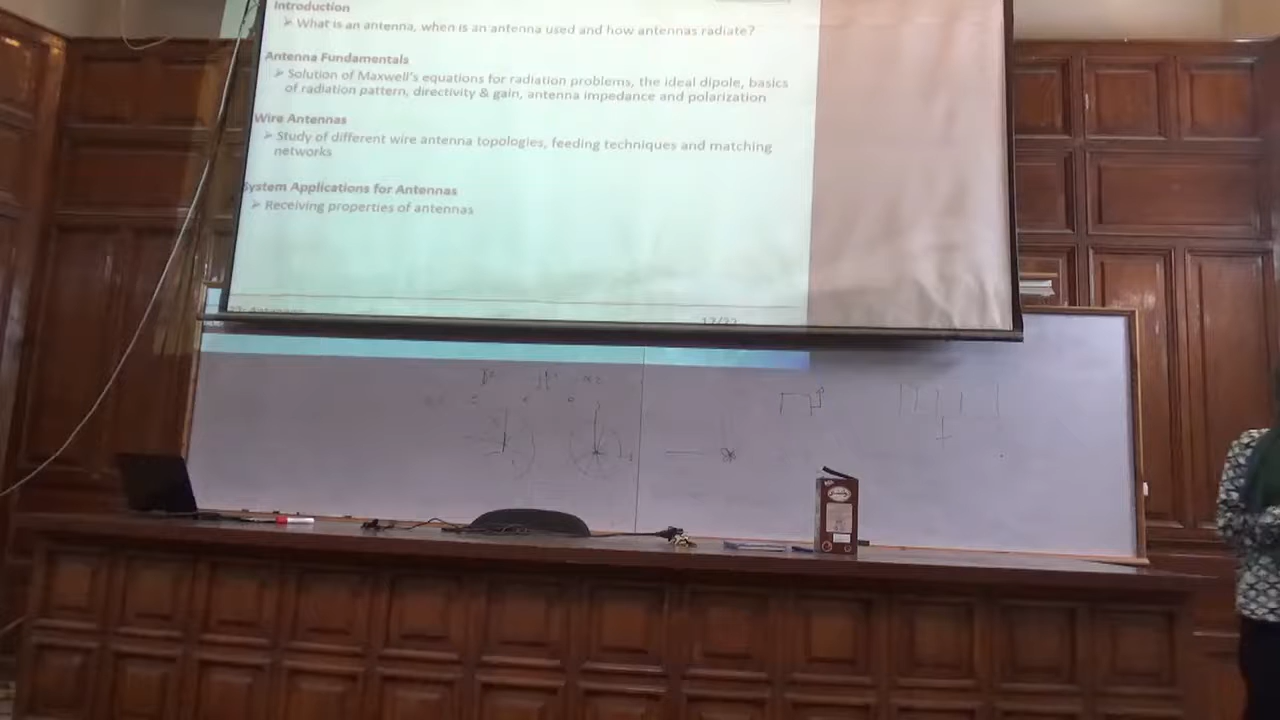 Introduction
➢ What is an antenna, when is an antenna used and how antennas radiate?
Antenna Fundamentals
➢ Solution of Maxwell's equations for radiation problems, the ideal dipole, basics
of radiation pattern, directivity & gain, antenna impedance and polarization
Wire Antennas
➢ Study of different wire antenna topologies, feeding techniques and matching
networks
System Applications for Antennas
➢ Receiving properties of antennas